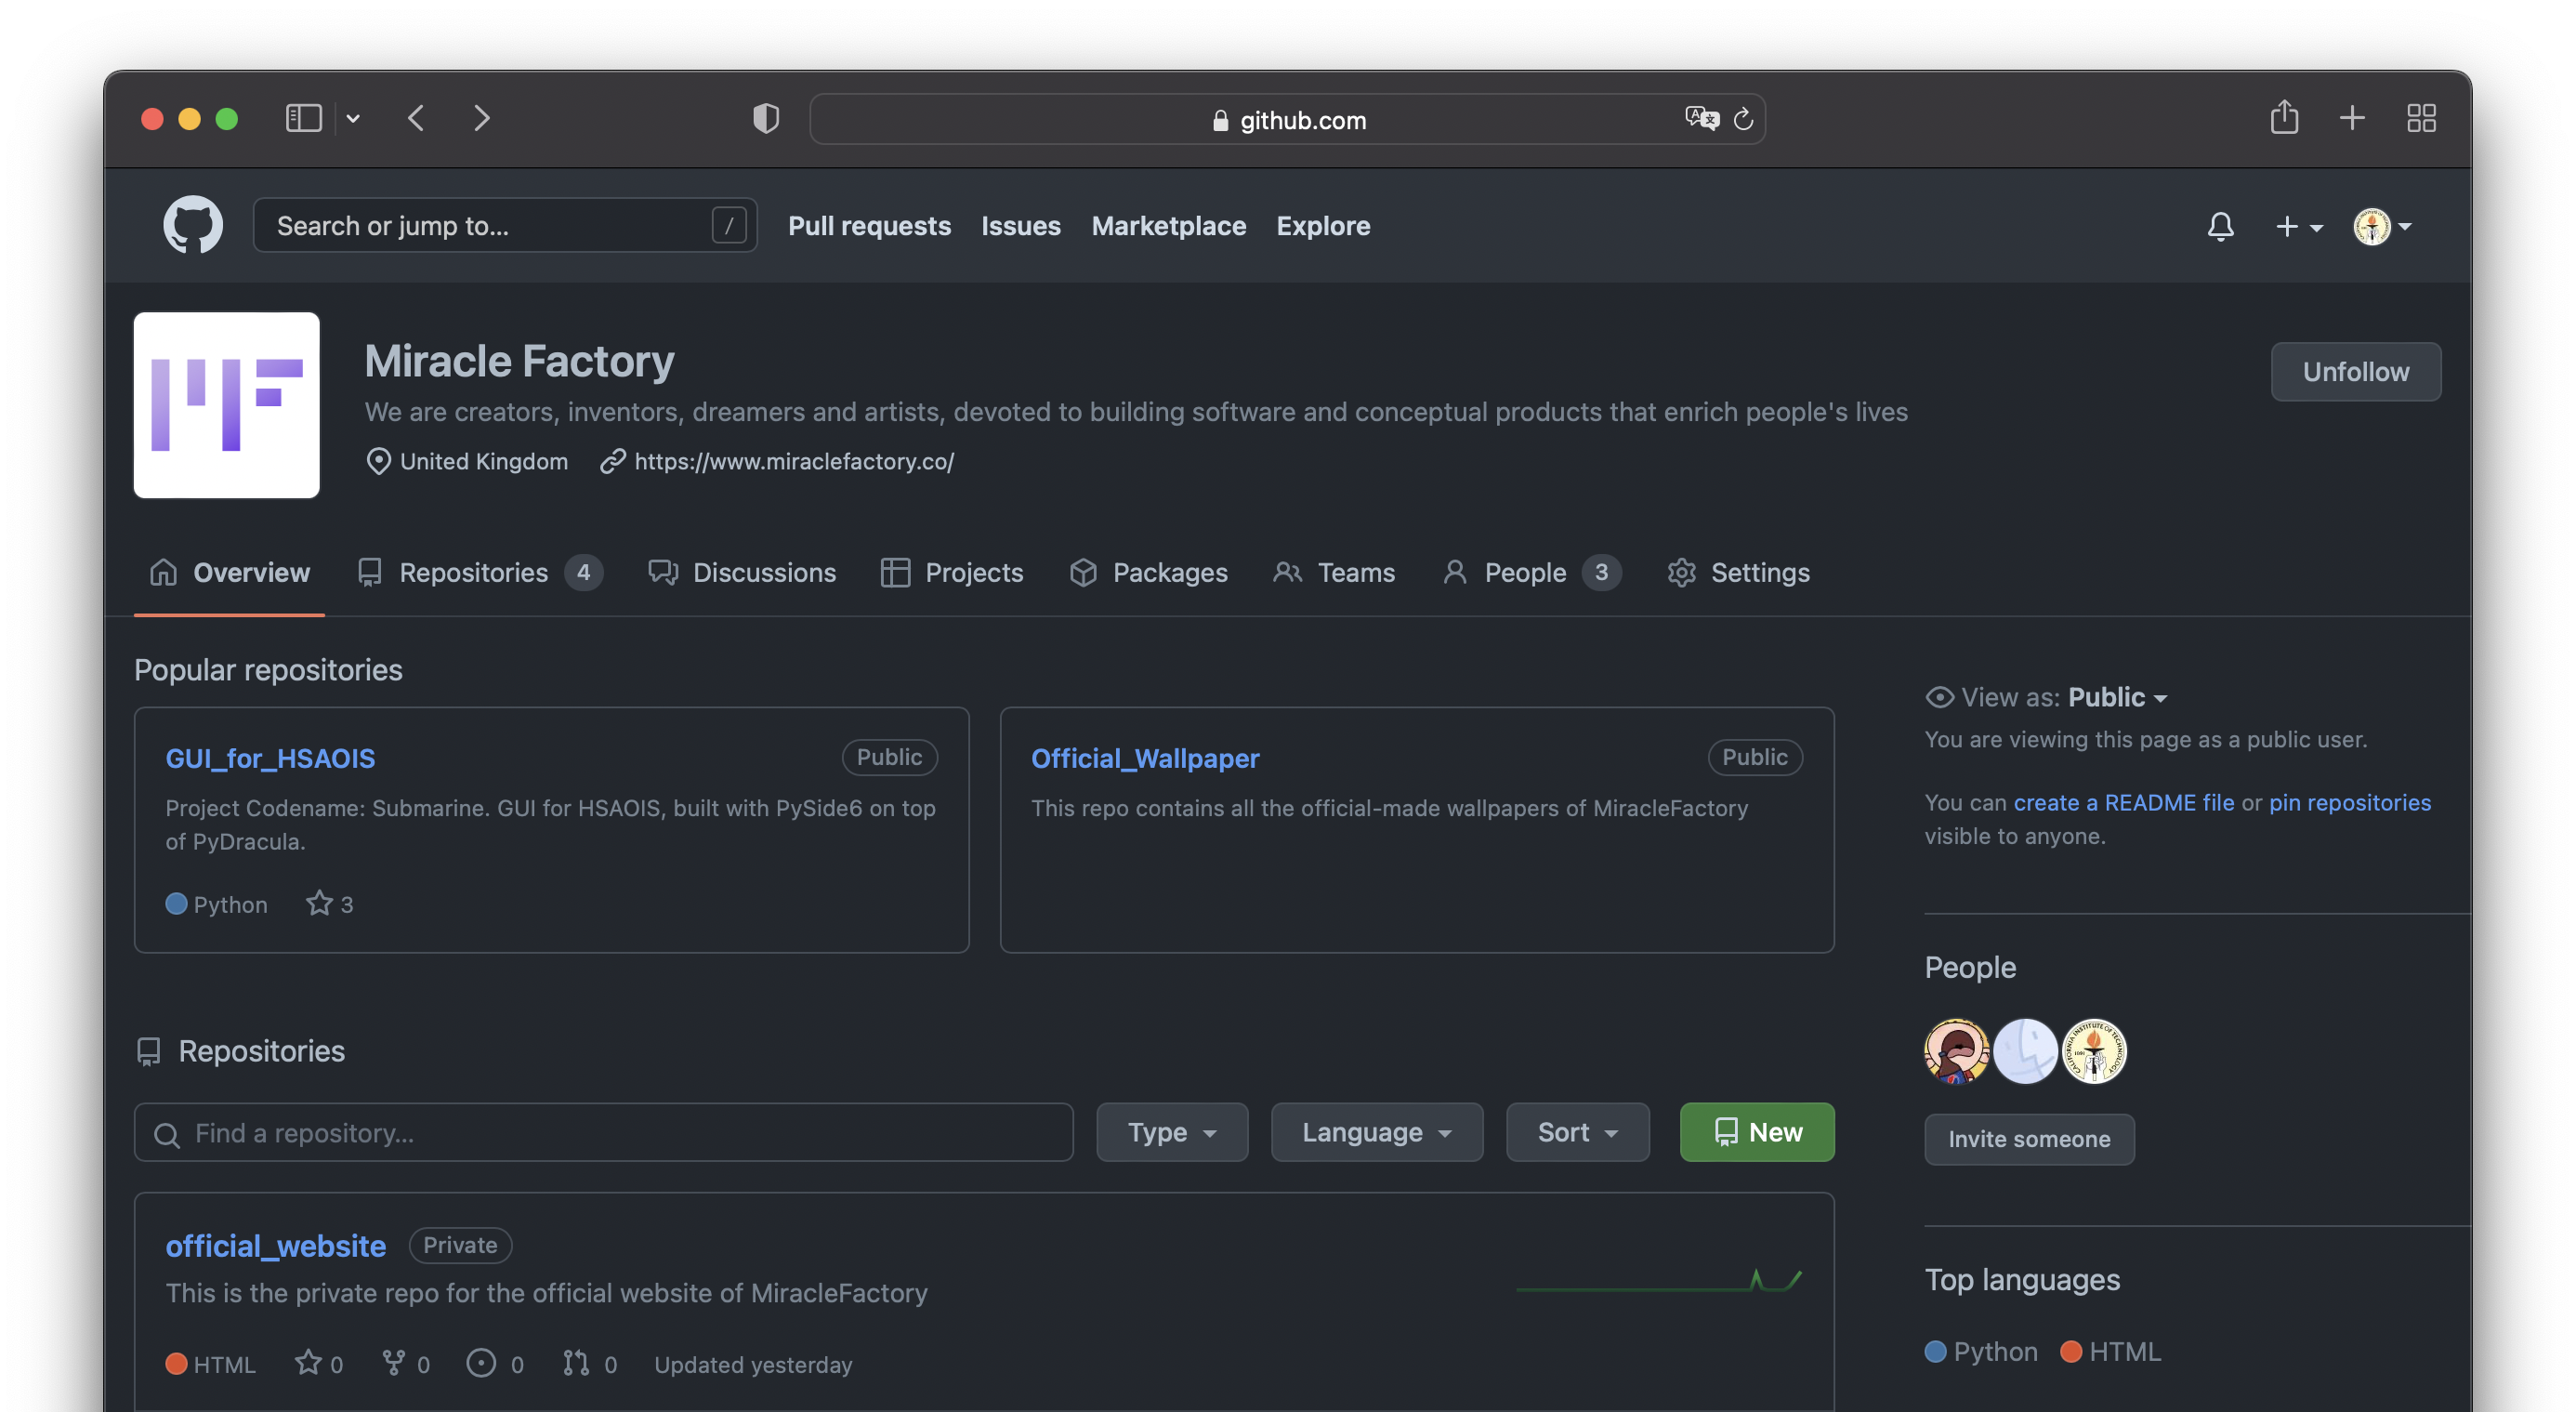 github.com
Search or jump to... /
Pull requests Issues Marketplace Explore
MF
Miracle Factory
Unfollow
We are creators, inventors, dreamers and artists, devoted to building software and conceptual products that enrich people's lives
United Kingdom https://www.miraclefactory.co/
Overview Repositories 4 Discussions Projects Packages Teams People 3 Settings
Popular repositories
GUI_for_HSAOIS Public
Project Codename: Submarine. GUI for HSAOIS, built with PySide6 on top
of PyDracula.
Python 3
Official_Wallpaper Public
This repo contains all the official-made wallpapers of MiracleFactory
View as: Public
You are viewing this page as a public user.
You can create a README file or pin repositories
visible to anyone.
People
CALIFORNIA INSTITUTE OF TECHNOLOGY
1891
Invite someone
Repositories
Find a repository...
Type Language Sort New
official_website Private
This is the private repo for the official website of MiracleFactory
HTML 0 0 0 0 Updated yesterday
Top languages
Python HTML